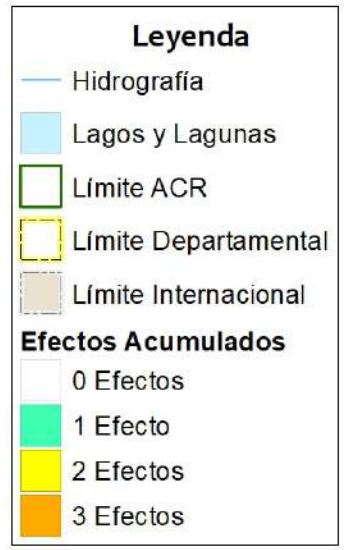 Leyenda
Hidrografía
Lagos y Lagunas
Límite ACR
Límite Departamental
Límite Internacional
Efectos Acumulados
0 Efectos
1 Efecto
2 Efectos
3 Efectos